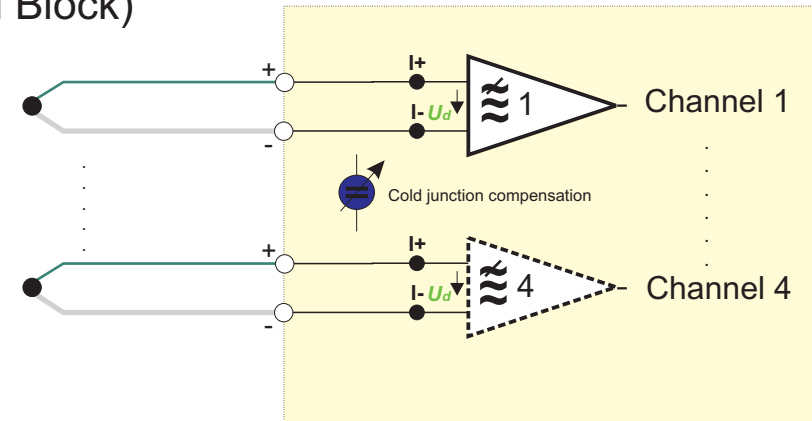 Block)
+
I+
I- Ud
-
1
Channel 1
Cold junction compensation
+
I+
I- Ud
-
4
Channel 4